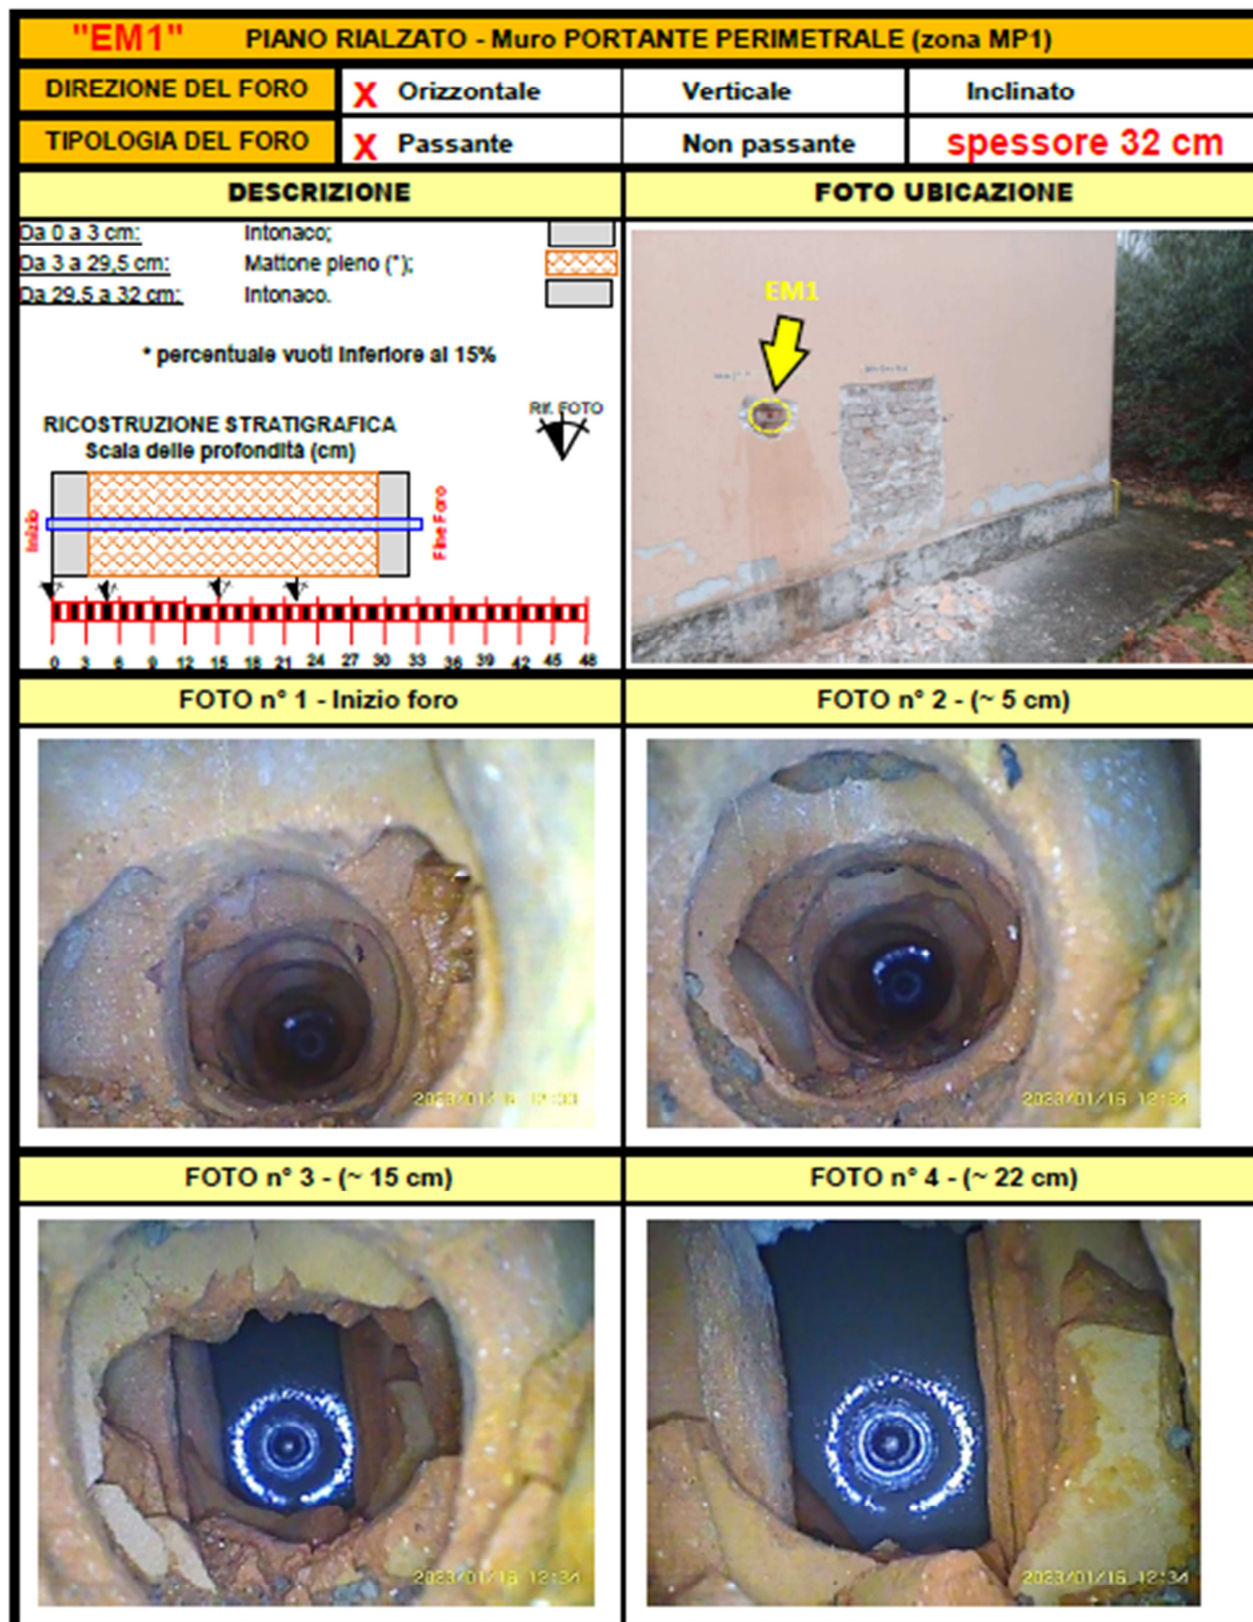 "EM1" PIANO RIALZATO - Muro PORTANTE PERIMETRALE (zona MP1)
DIREZIONE DEL FORO X Orizzontale Verticale Inclinato
TIPOLOGIA DEL FORO X Passante Non passante spessore 32 cm
DESCRIZIONE
Da 0 a 3 cm: Intonaco;
Da 3 a 29,5 cm: Mattone pieno (*);
Da 29,5 a 32 cm: Intonaco.
* percentuale vuoti inferiore al 15%
RICOSTRUZIONE STRATIGRAFICA
Scala delle profondità (cm)
Rif. FOTO
Inizio
Fine Foro
0 3 6 9 12 15 18 21 24 27 30 33 36 39 42 45 48
FOTO UBICAZIONE
EM1
FOTO n° 1 - Inizio foro
2023/01/16 12:33
FOTO n° 2 - (~ 5 cm)
2023/01/16 12:34
FOTO n° 3 - (~ 15 cm)
2023/01/16 12:34
FOTO n° 4 - (~ 22 cm)
2023/01/16 12:34